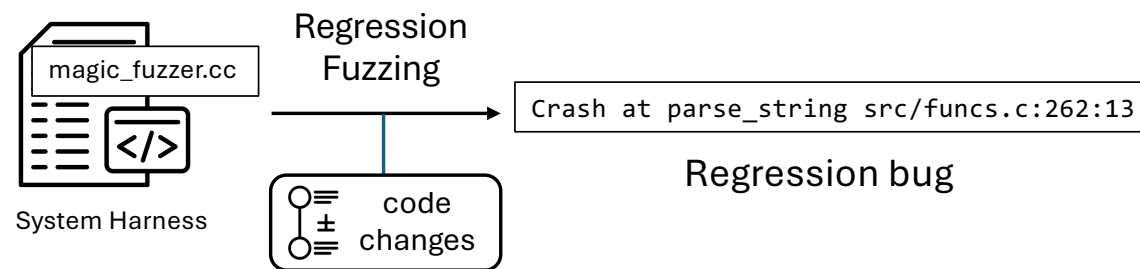 magic_fuzzer.cc
</>
System Harness
Regression
Fuzzing
±
code
changes
Crash at parse_string src/funcs.c:262:13
Regression bug